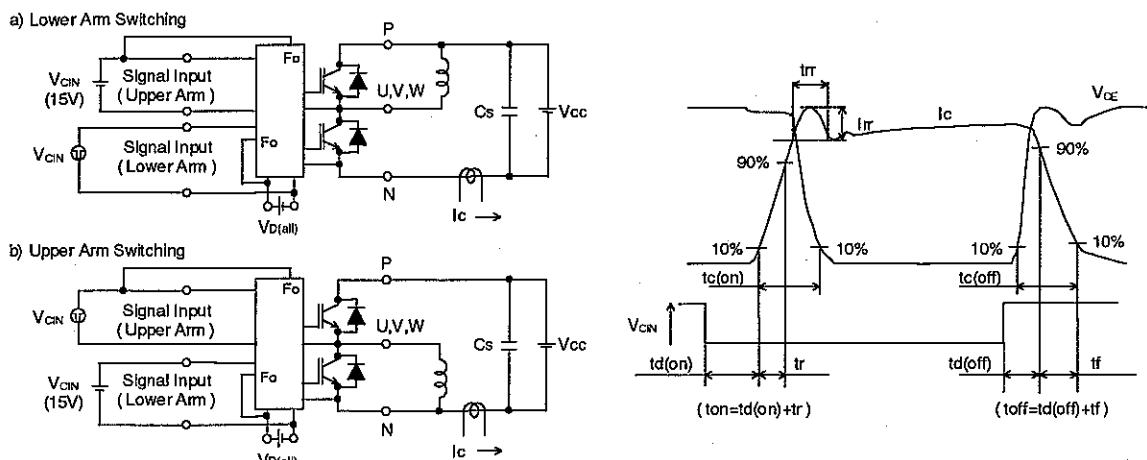 a) Lower Arm Switching
P
Fo
VCIN
(15V)
Signal Input
( Upper Arm )
U,V,W
Cs
Vcc
Fo
VCIN
Signal Input
( Lower Arm )
N
Ic
VD(all)
b) Upper Arm Switching
P
Fo
VCIN
Signal Input
( Upper Arm )
U,V,W
Cs
Vcc
Fo
VCIN
(15V)
Signal Input
( Lower Arm )
N
Ic
VD(all)
trr
Irr
Ic
VCE
90%
90%
10%
10%
10%
10%
tc(on)
tc(off)
VCIN
td(on)
tr
td(off)
tf
( ton=td(on)+tr)
( toff=td(off)+tf)